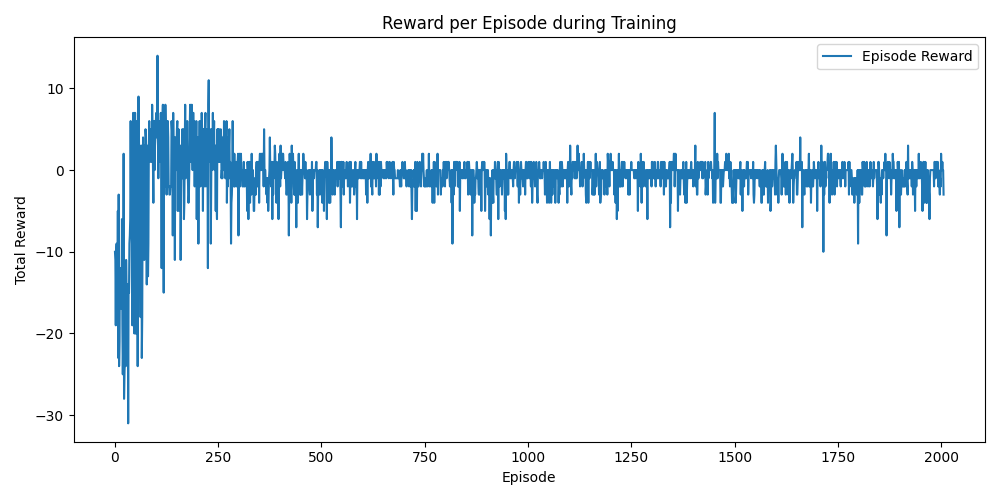 Reward per Episode during Training
Episode Reward
Total Reward
10
0
−10
−20
−30
0 250 500 750 1000 1250 1500 1750 2000
Episode